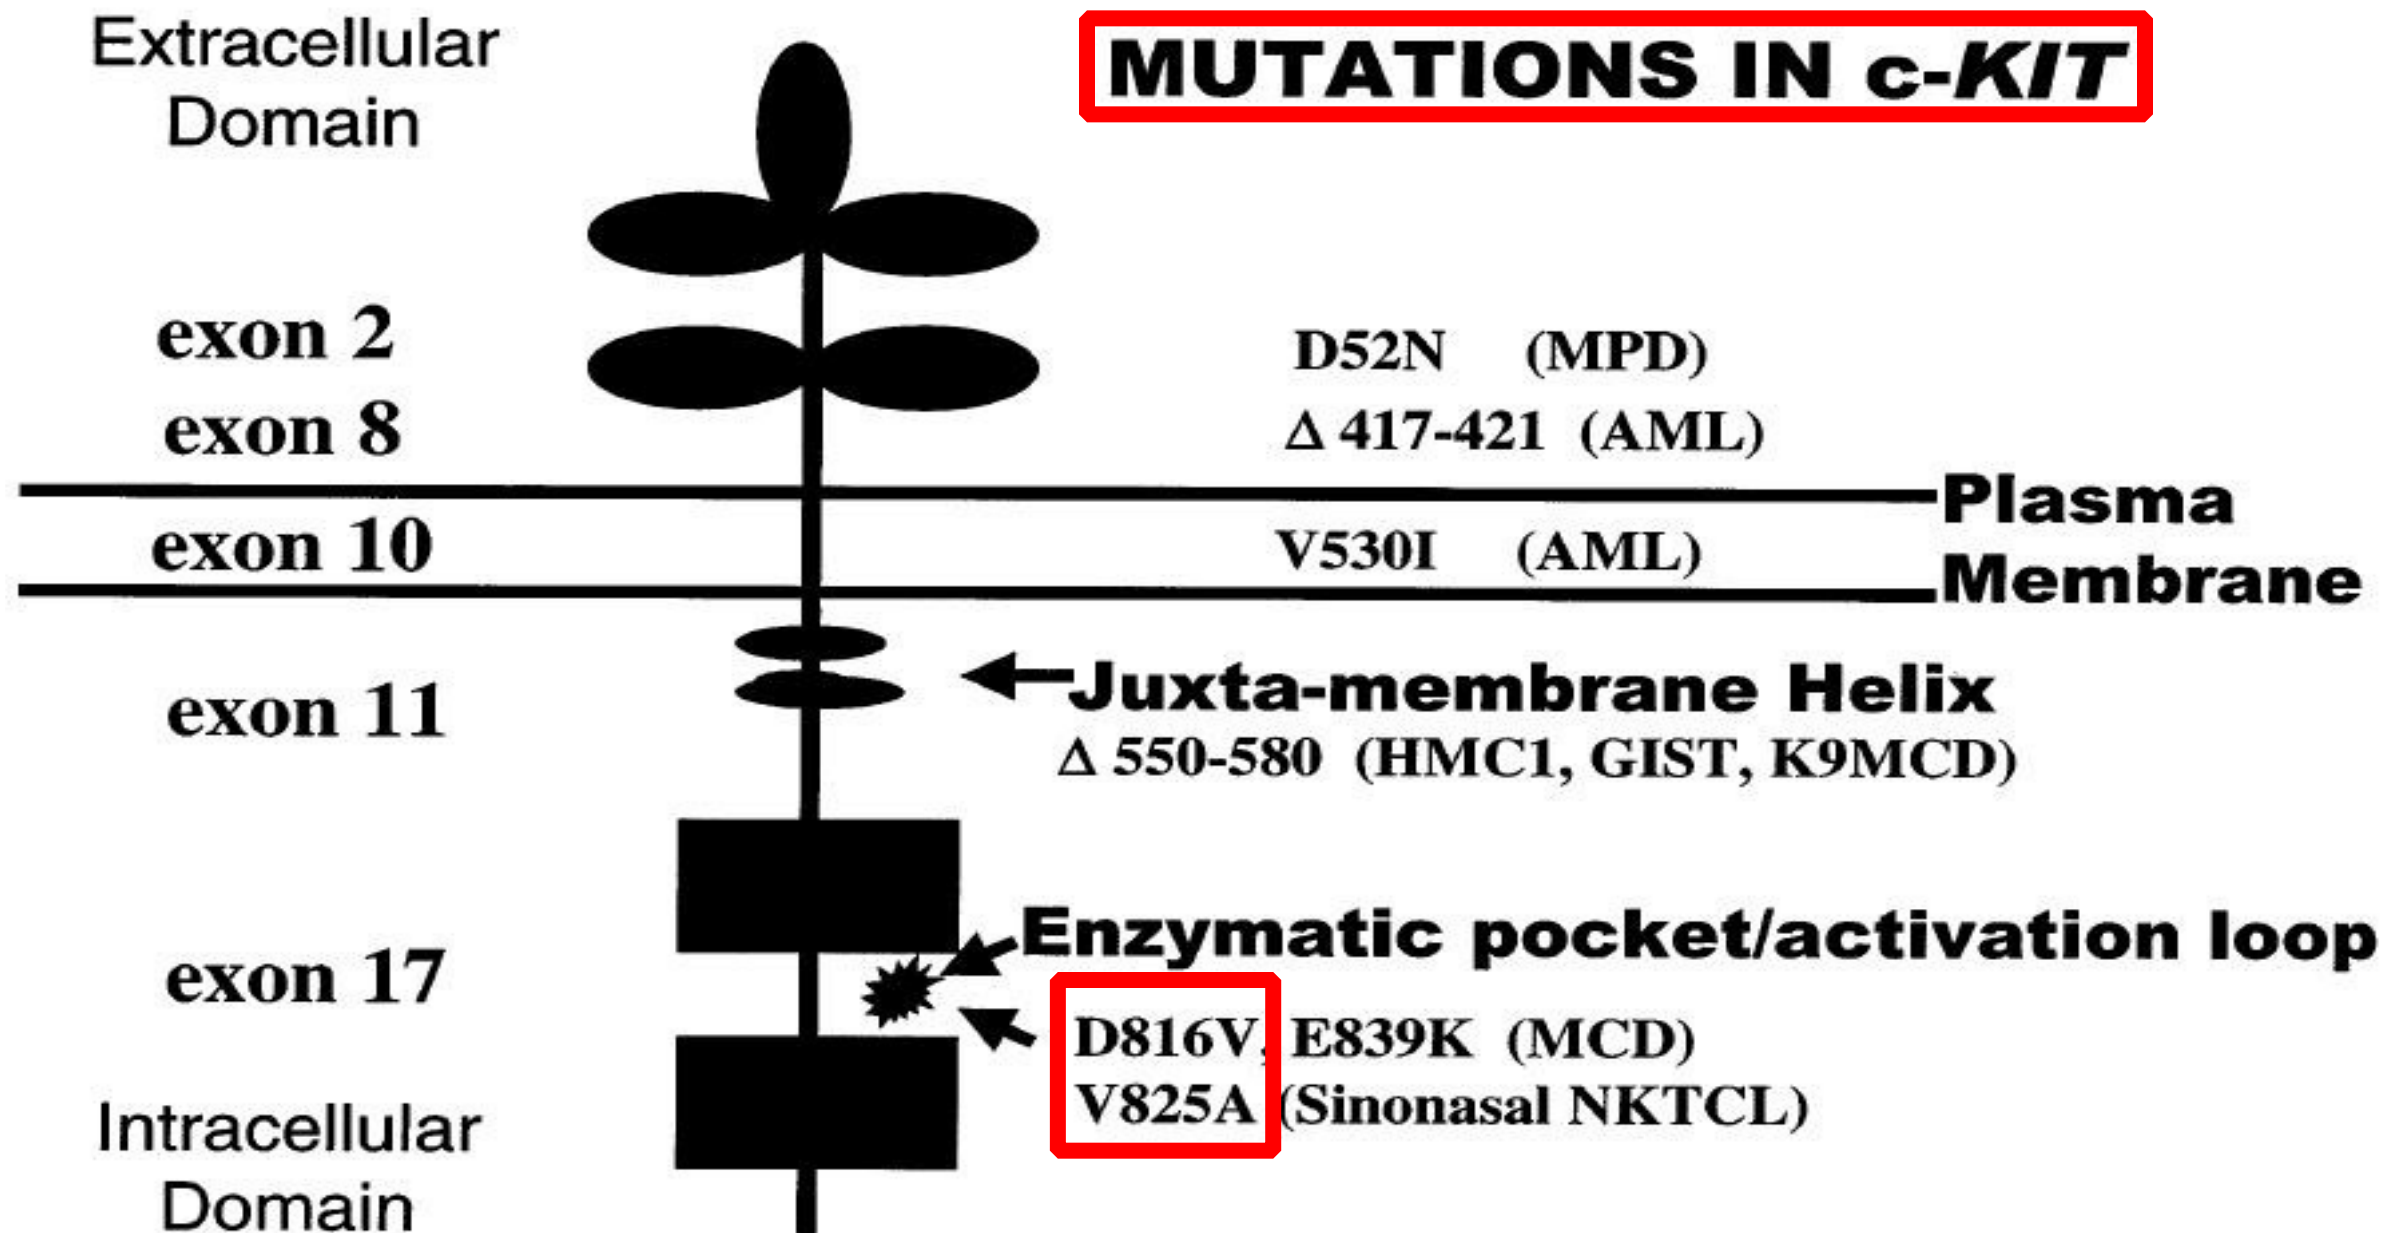 Extracellular
Domain
MUTATIONS IN c-KIT
exon 2
D52N (MPD)
exon 8
Δ 417-421 (AML)
Plasma
exon 10
V530I (AML)
Membrane
Juxta-membrane Helix
exon 11
Δ 550-580 (HMC1, GIST, K9MCD)
Enzymatic pocket/activation loop
exon 17
D816V, E839K (MCD)
V825A (Sinonasal NKTCL)
Intracellular
Domain